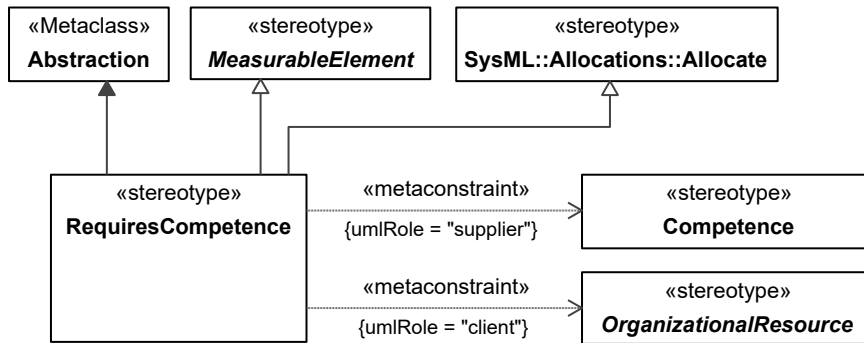 «Metaclass»
Abstraction
«stereotype»
MeasurableElement
«stereotype»
SysML::Allocations::Allocate
«stereotype»
RequiresCompetence
«metaconstraint»
{umlRole = "supplier"}
«stereotype»
Competence
«metaconstraint»
{umlRole = "client"}
«stereotype»
OrganizationalResource